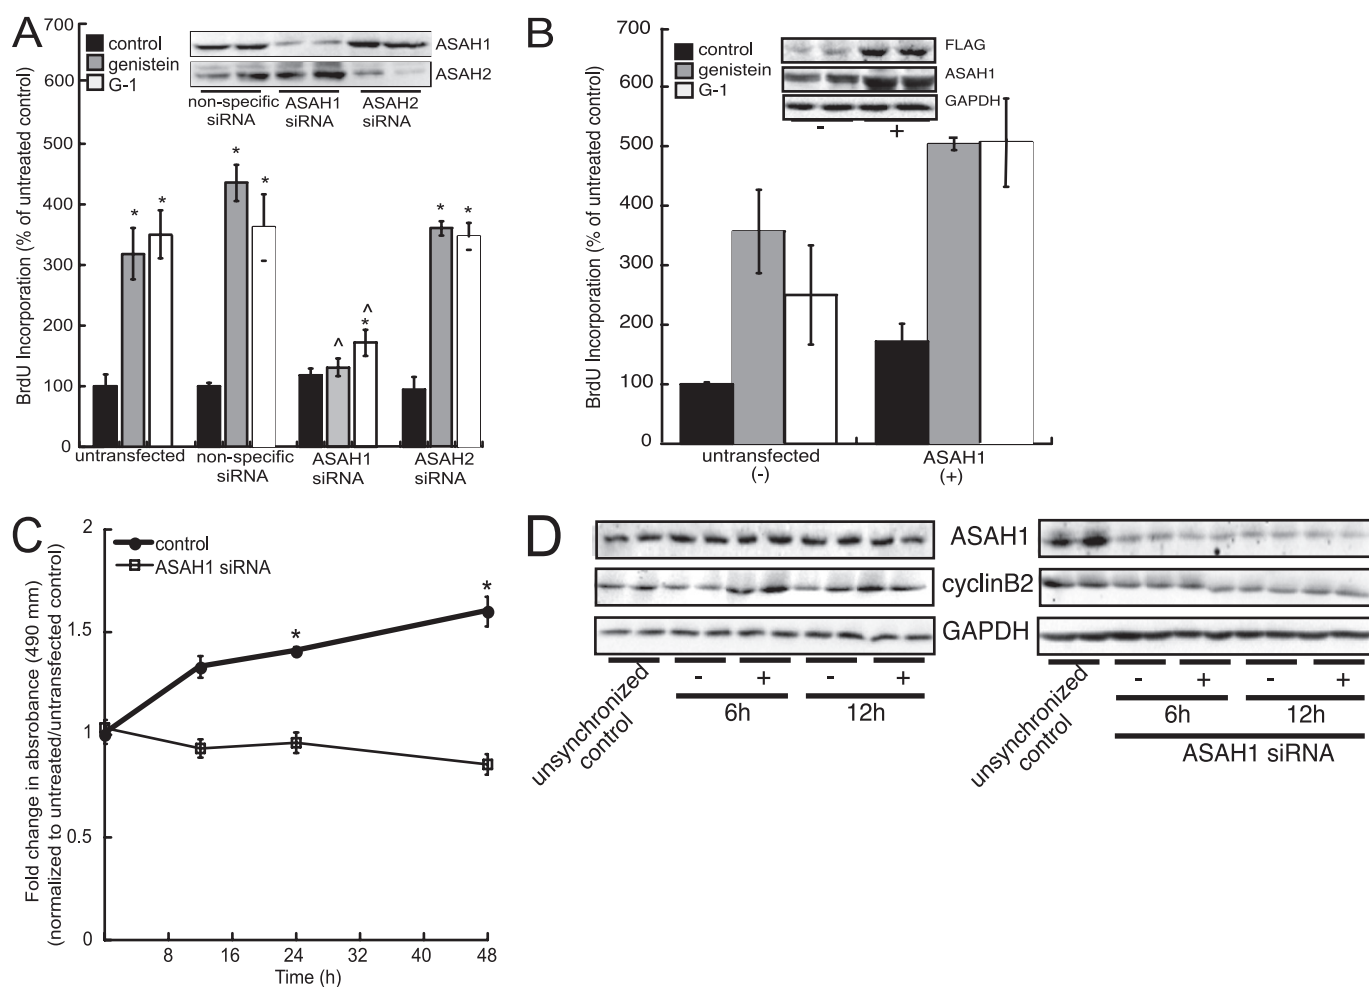 A
700
600
500
400
300
200
100
0
BrdU Incorporation (% of untreated control)
control
genistein
G-1
ASAH1
ASAH2
non-specific siRNA
ASAH1 siRNA
ASAH2 siRNA
* *
* *
^ ^ *
* *
untransfected
non-specific siRNA
ASAH1 siRNA
ASAH2 siRNA
B
700
600
500
400
300
200
100
0
BrdU Incorporation (% of untreated control)
control
genistein
G-1
FLAG
ASAH1
GAPDH
- +
untransfected (-)
ASAH1 (+)
C
2
1.5
1
0.5
0
Fold change in absrobance (490 mm)
(normalized to untreated/untransfected control)
control
ASAH1 siRNA
* *
8 16 24 32 40 48
Time (h)
D
ASAH1
cyclinB2
GAPDH
unsynchronized control
- + - +
6h 12h
unsynchronized control
- + - +
6h 12h
ASAH1 siRNA